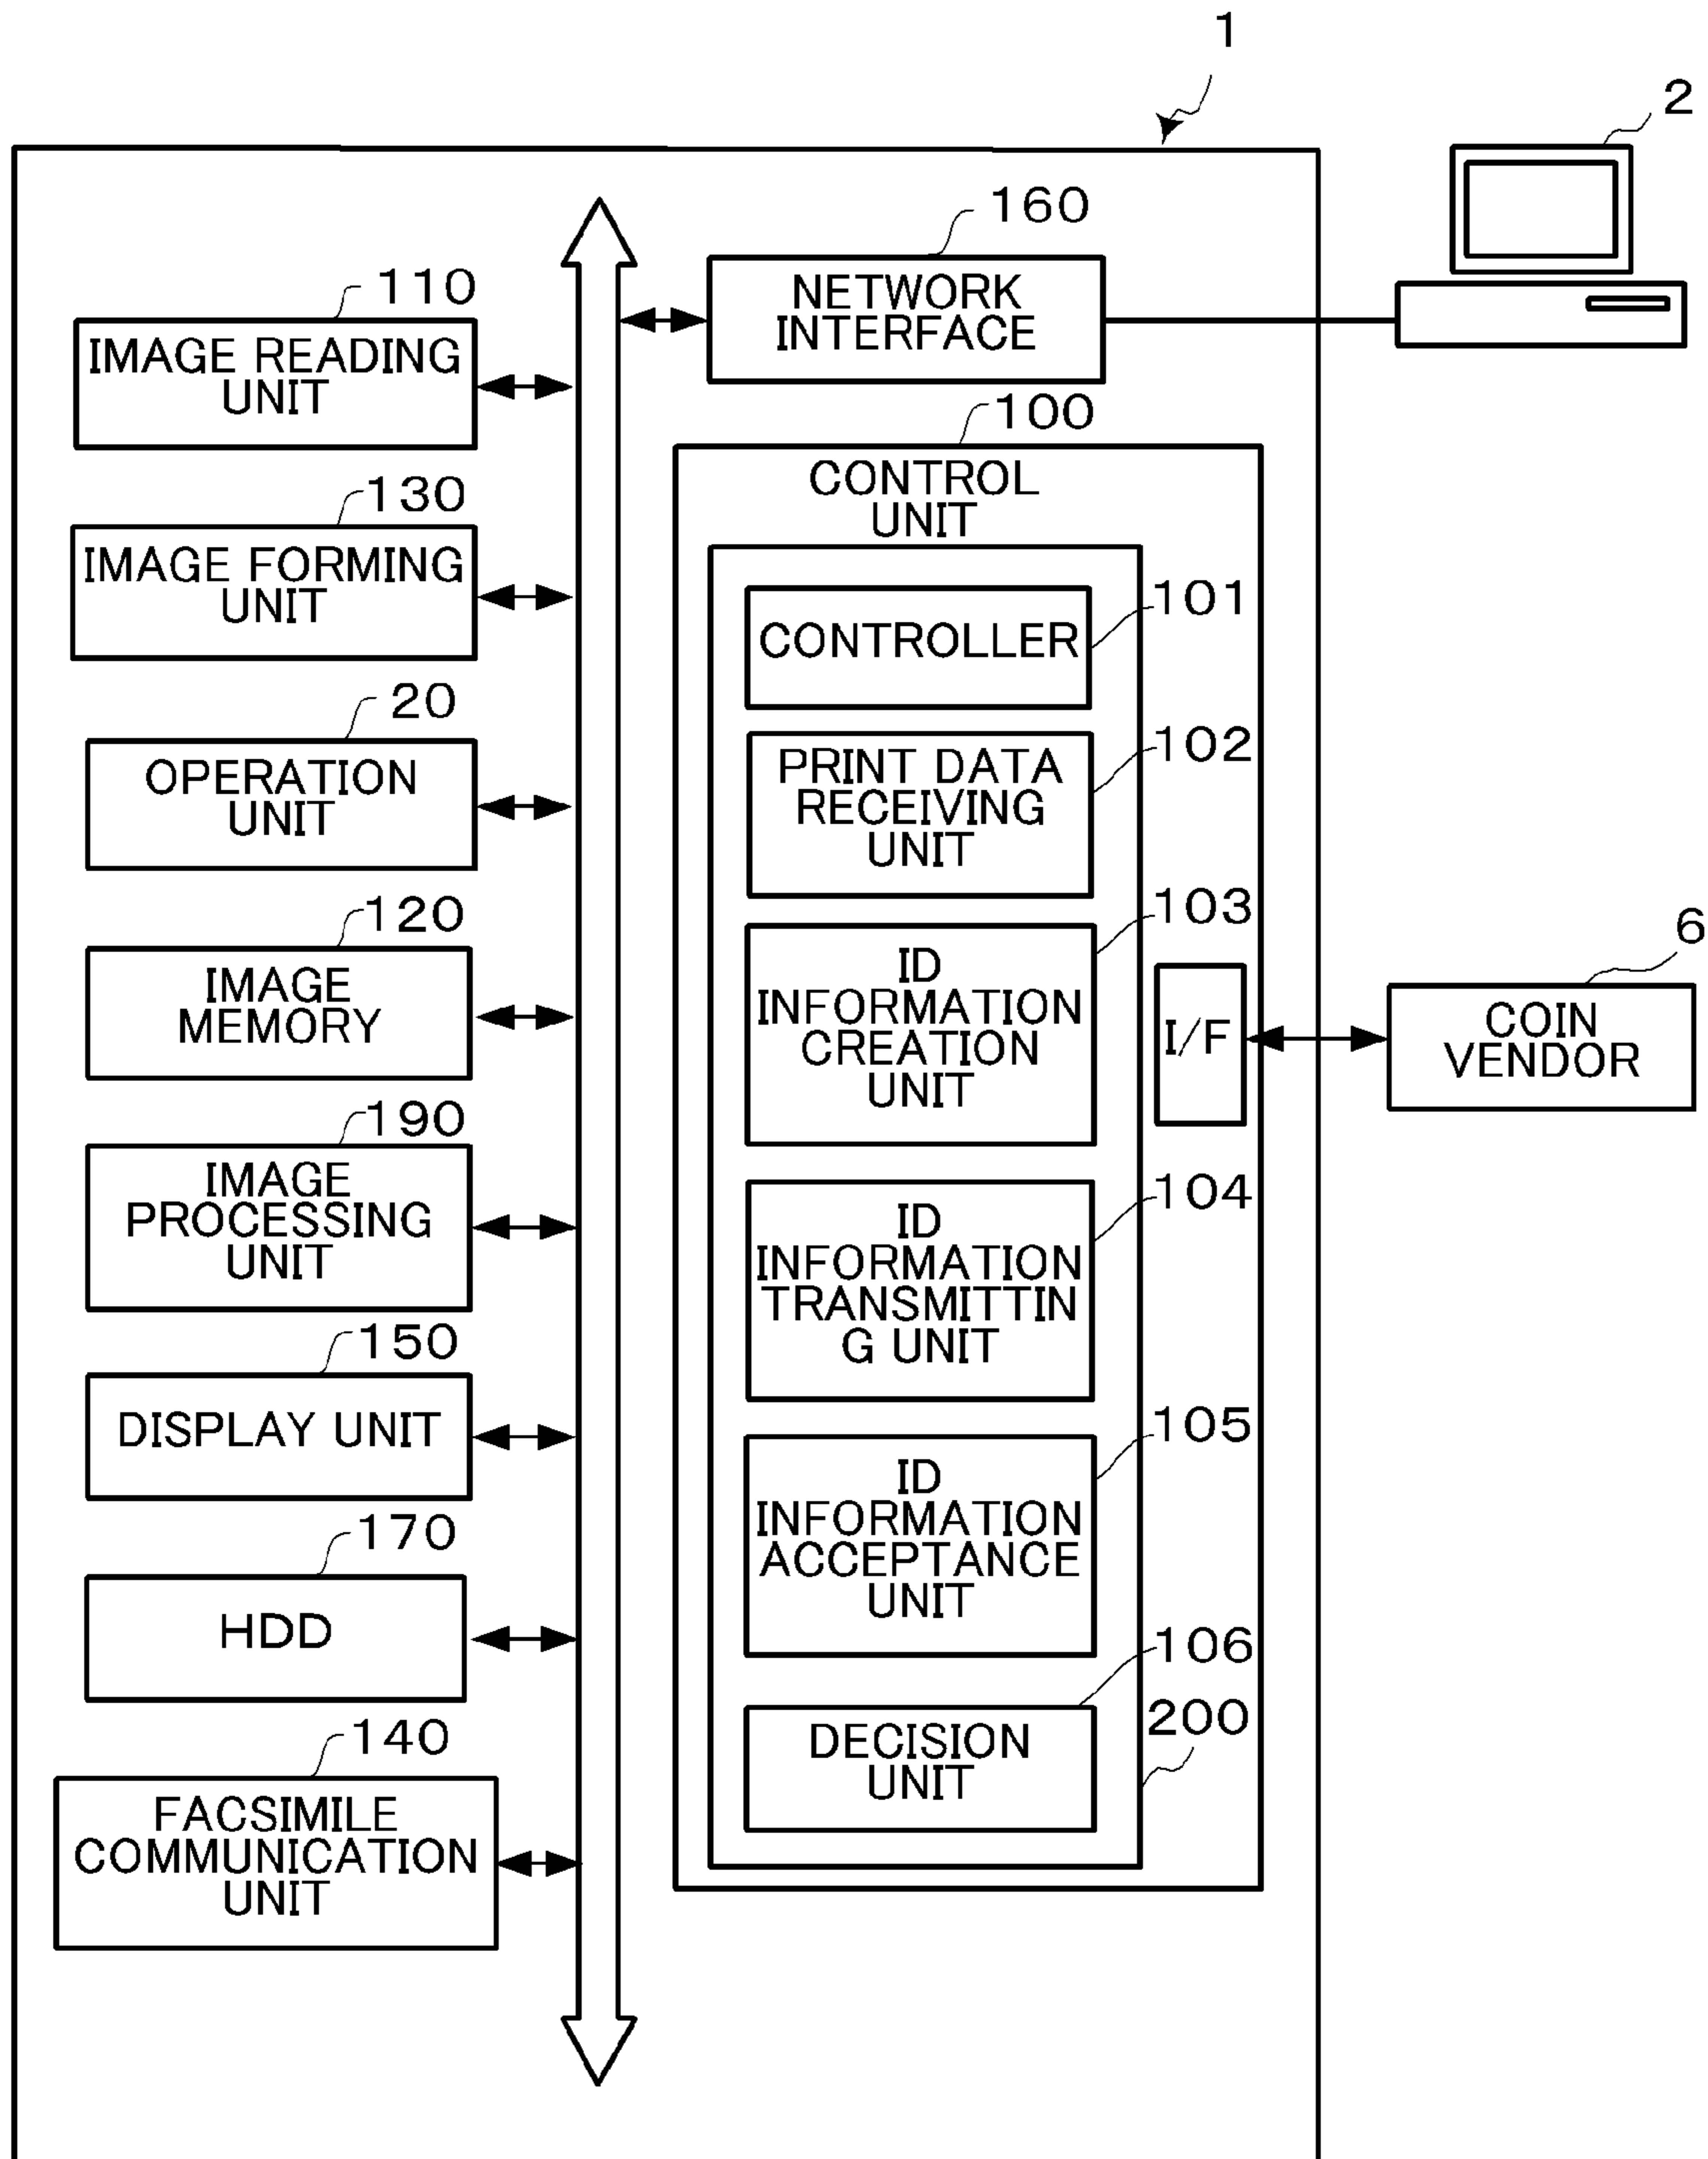 1
2
160
NETWORK
INTERFACE
110
IMAGE READING
UNIT
130
IMAGE FORMING
UNIT
20
OPERATION
UNIT
120
IMAGE
MEMORY
190
IMAGE
PROCESSING
UNIT
150
DISPLAY UNIT
170
HDD
140
FACSIMILE
COMMUNICATION
UNIT
100
CONTROL
UNIT
101
CONTROLLER
102
PRINT DATA
RECEIVING
UNIT
103
ID
INFORMATION
CREATION
UNIT
104
ID
INFORMATION
TRANSMITTIN
G UNIT
105
ID
INFORMATION
ACCEPTANCE
UNIT
106
DECISION
UNIT
200
I/F
6
COIN
VENDOR